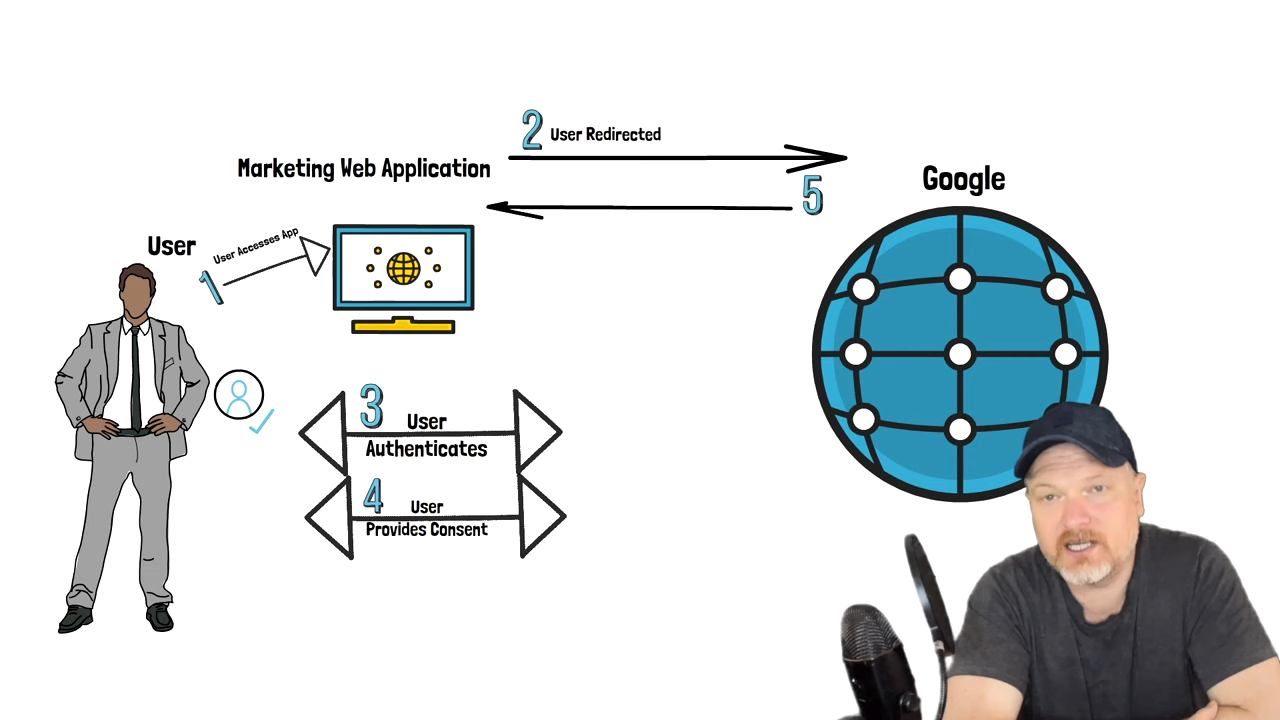 2 User Redirected
Marketing Web Application
5
Google
User
1 User Accesses App
3 User
Authenticates
4 User
Provides Consent